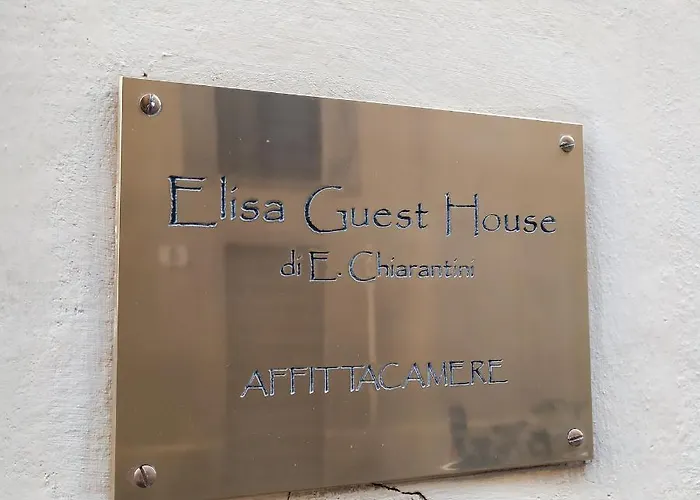 Elisa Guest House
di E. Chiarantini
AFFITTACAMERE